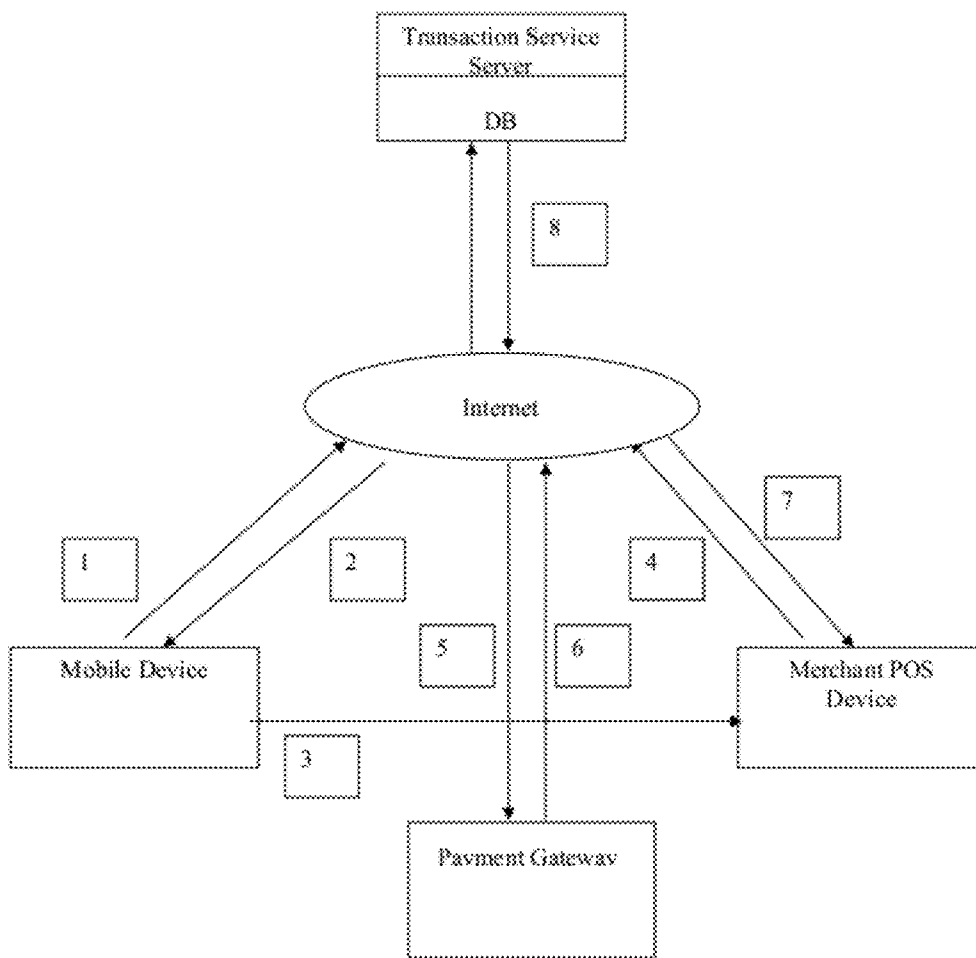 Transaction Service
Server
DB
8
Internet
7
1
2
4
5
6
Mobile Device
Merchant POS
Device
3
Payment Gateway